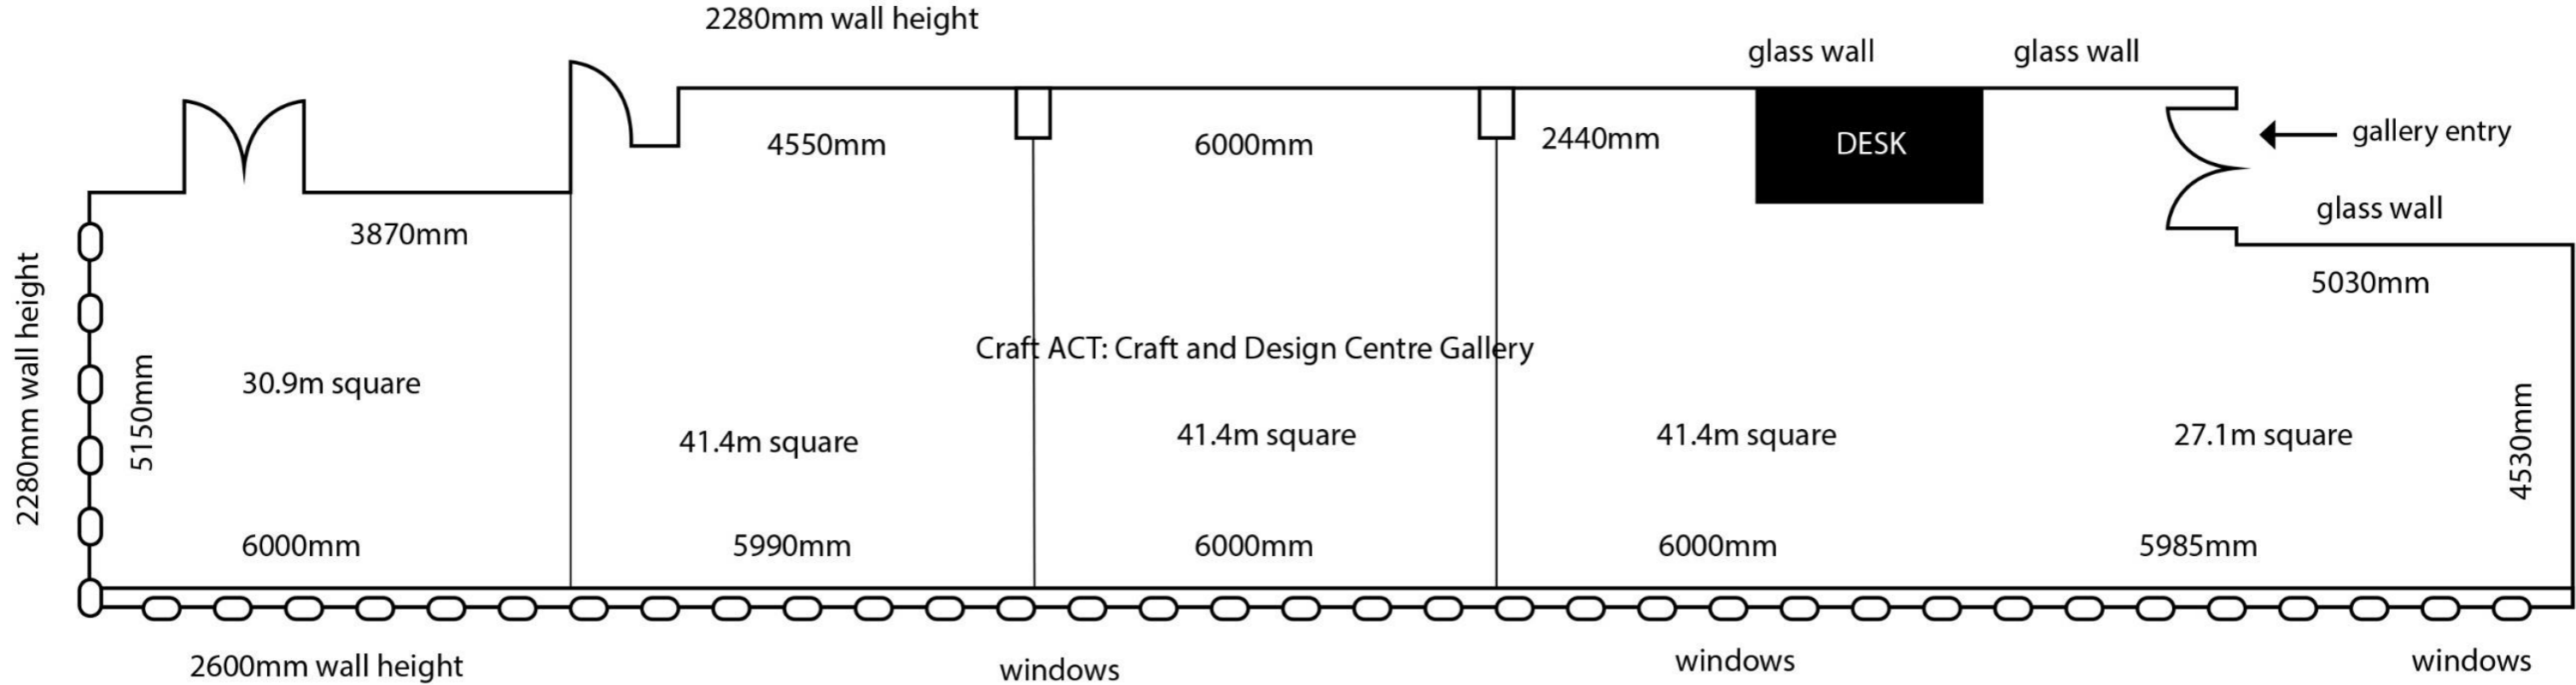 2280mm wall height
glass wall
glass wall
4550mm
6000mm
2440mm
DESK
gallery entry
glass wall
3870mm
5030mm
2280mm wall height
5150mm
30.9m square
Craft ACT: Craft and Design Centre Gallery
41.4m square
41.4m square
41.4m square
27.1m square
4530mm
6000mm
5990mm
6000mm
6000mm
5985mm
2600mm wall height
windows
windows
windows